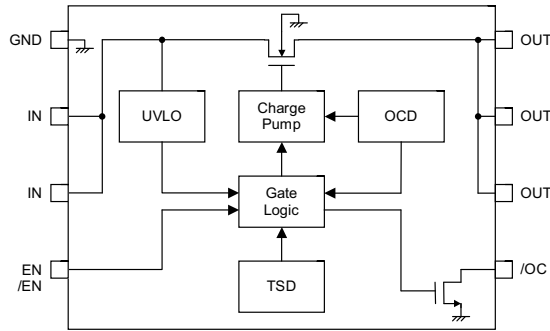 GND
OUT
IN
UVLO
Charge
Pump
OCD
OUT
IN
Gate
Logic
OUT
EN
/EN
TSD
/OC